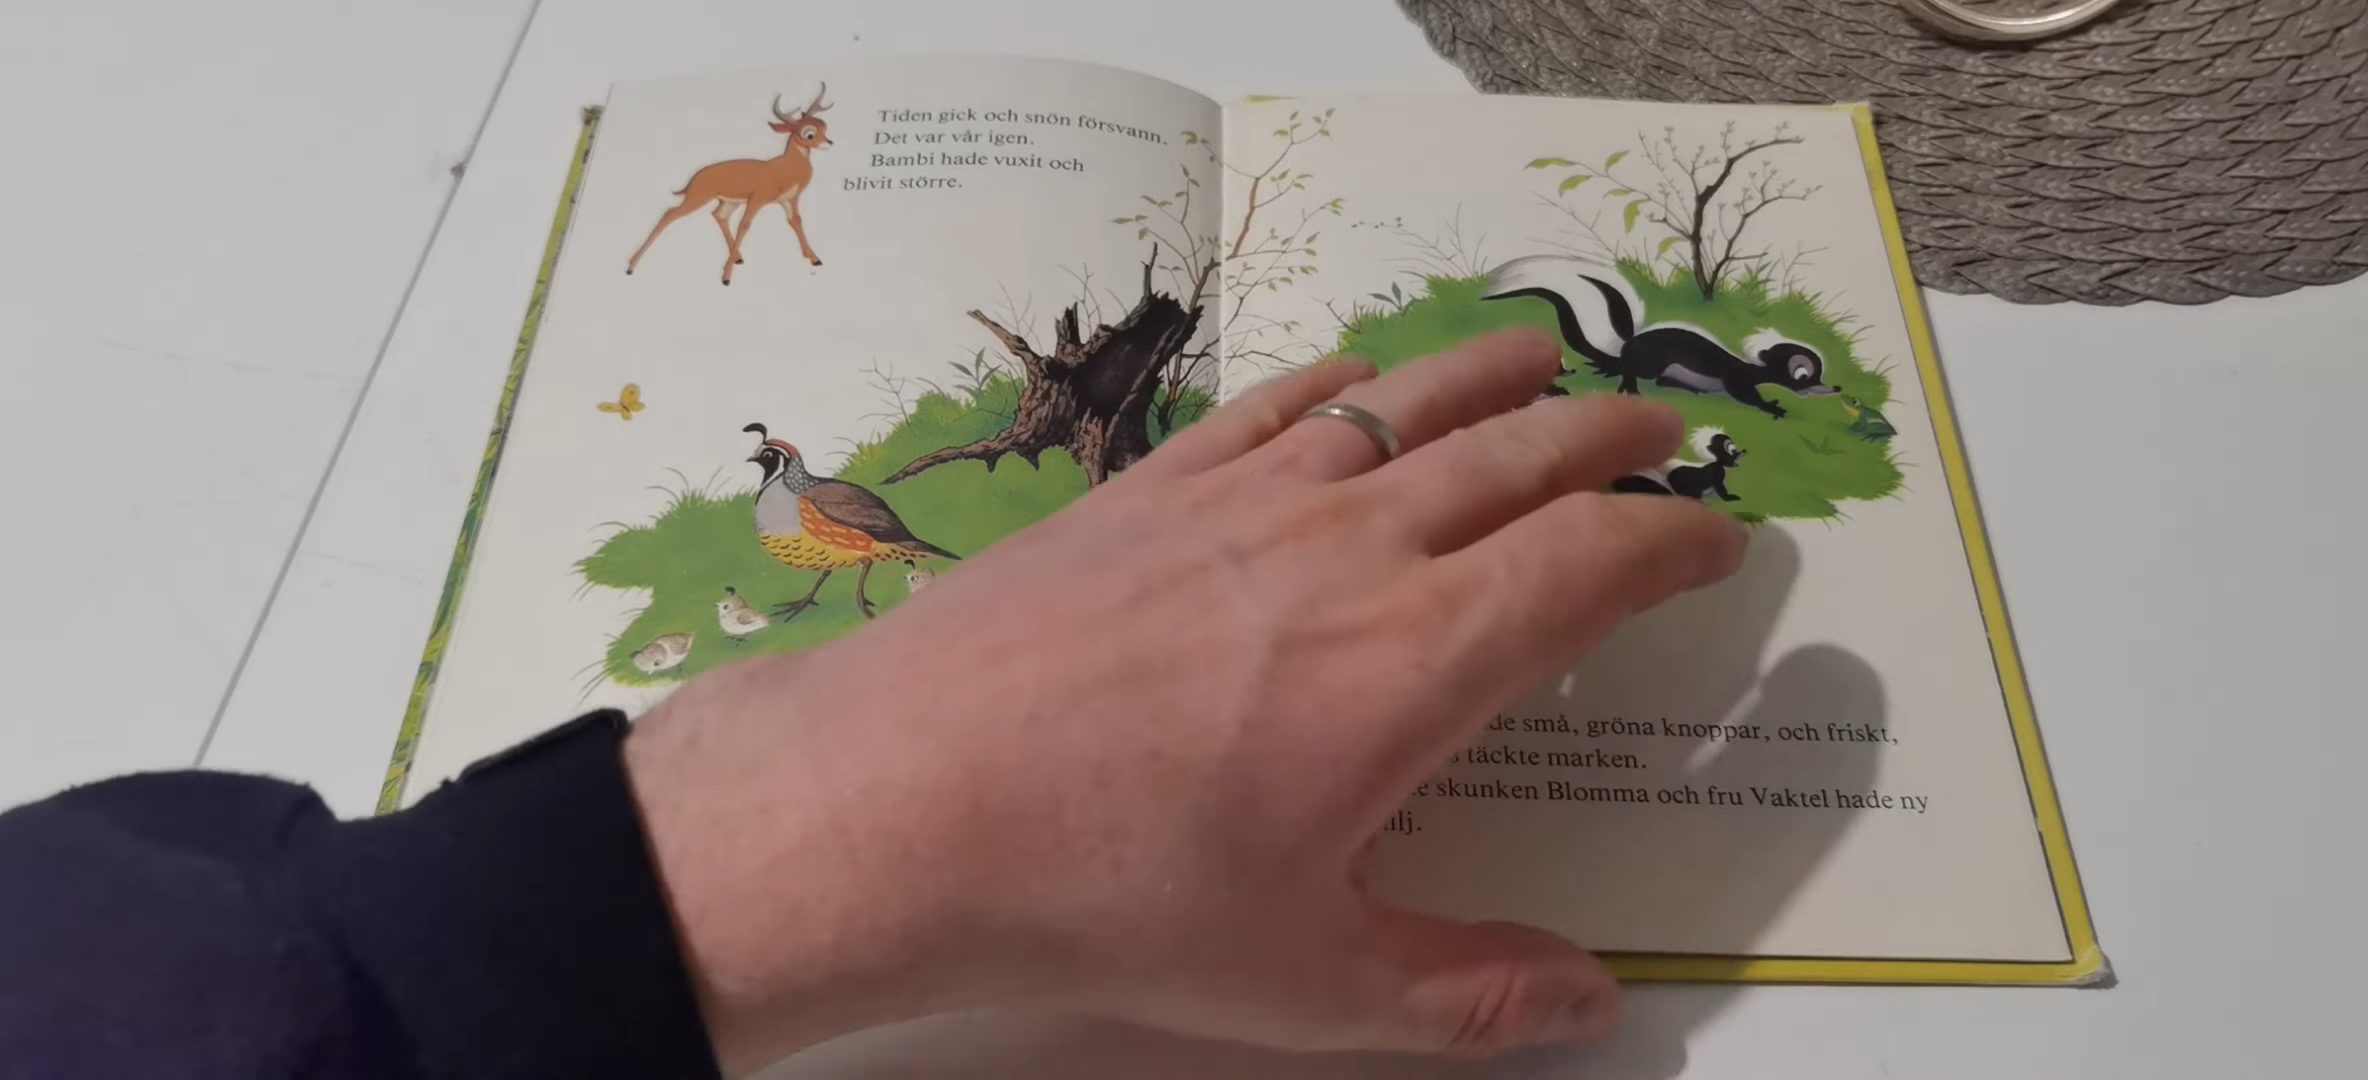 Tiden gick och snön försvann.
Det var vår igen.
Bambi hade vuxit och
blivit större.
små, gröna knoppar, och friskt,
täckte marken.
skunken Blomma och fru Vaktel hade ny